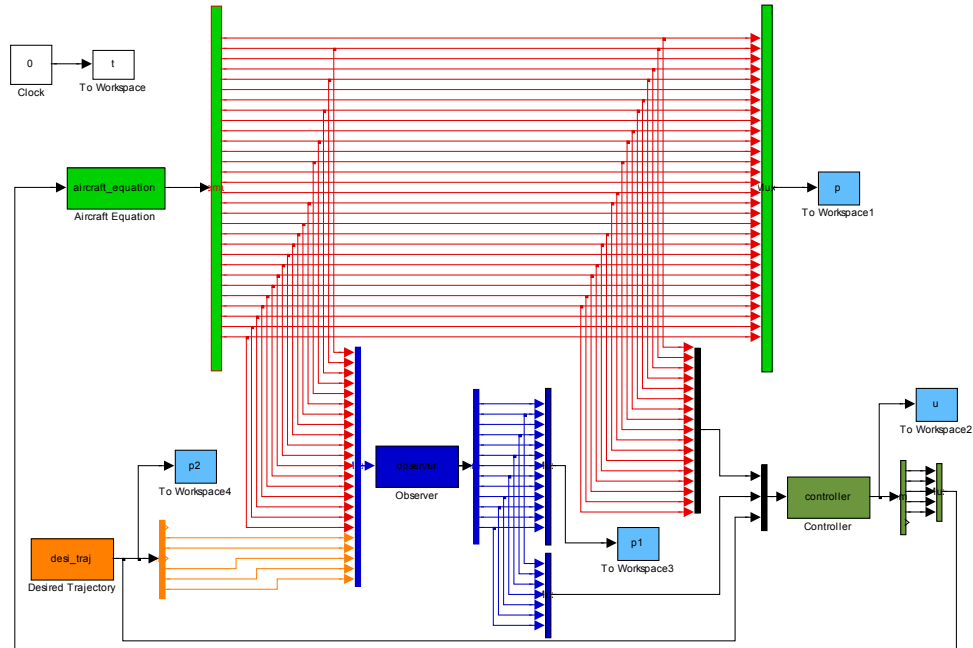 0
Clock
t
To Workspace
aircraft_equation
Aircraft Equation
p
To Workspace1
u
To Workspace2
p2
To Workspace4
observer
Observer
controller
Controller
p1
To Workspace3
desi_traj
Desired Trajectory